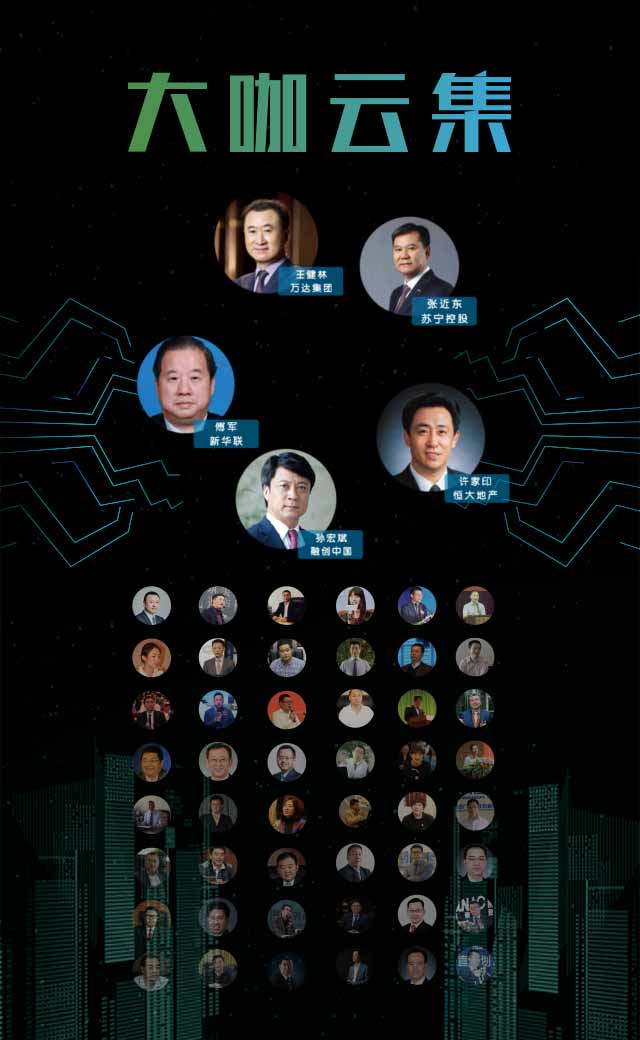 大咖云集
王健林
万达集团
张近东
苏宁控股
傅军
新华联
许家印
恒大地产
孙宏斌
融创中国